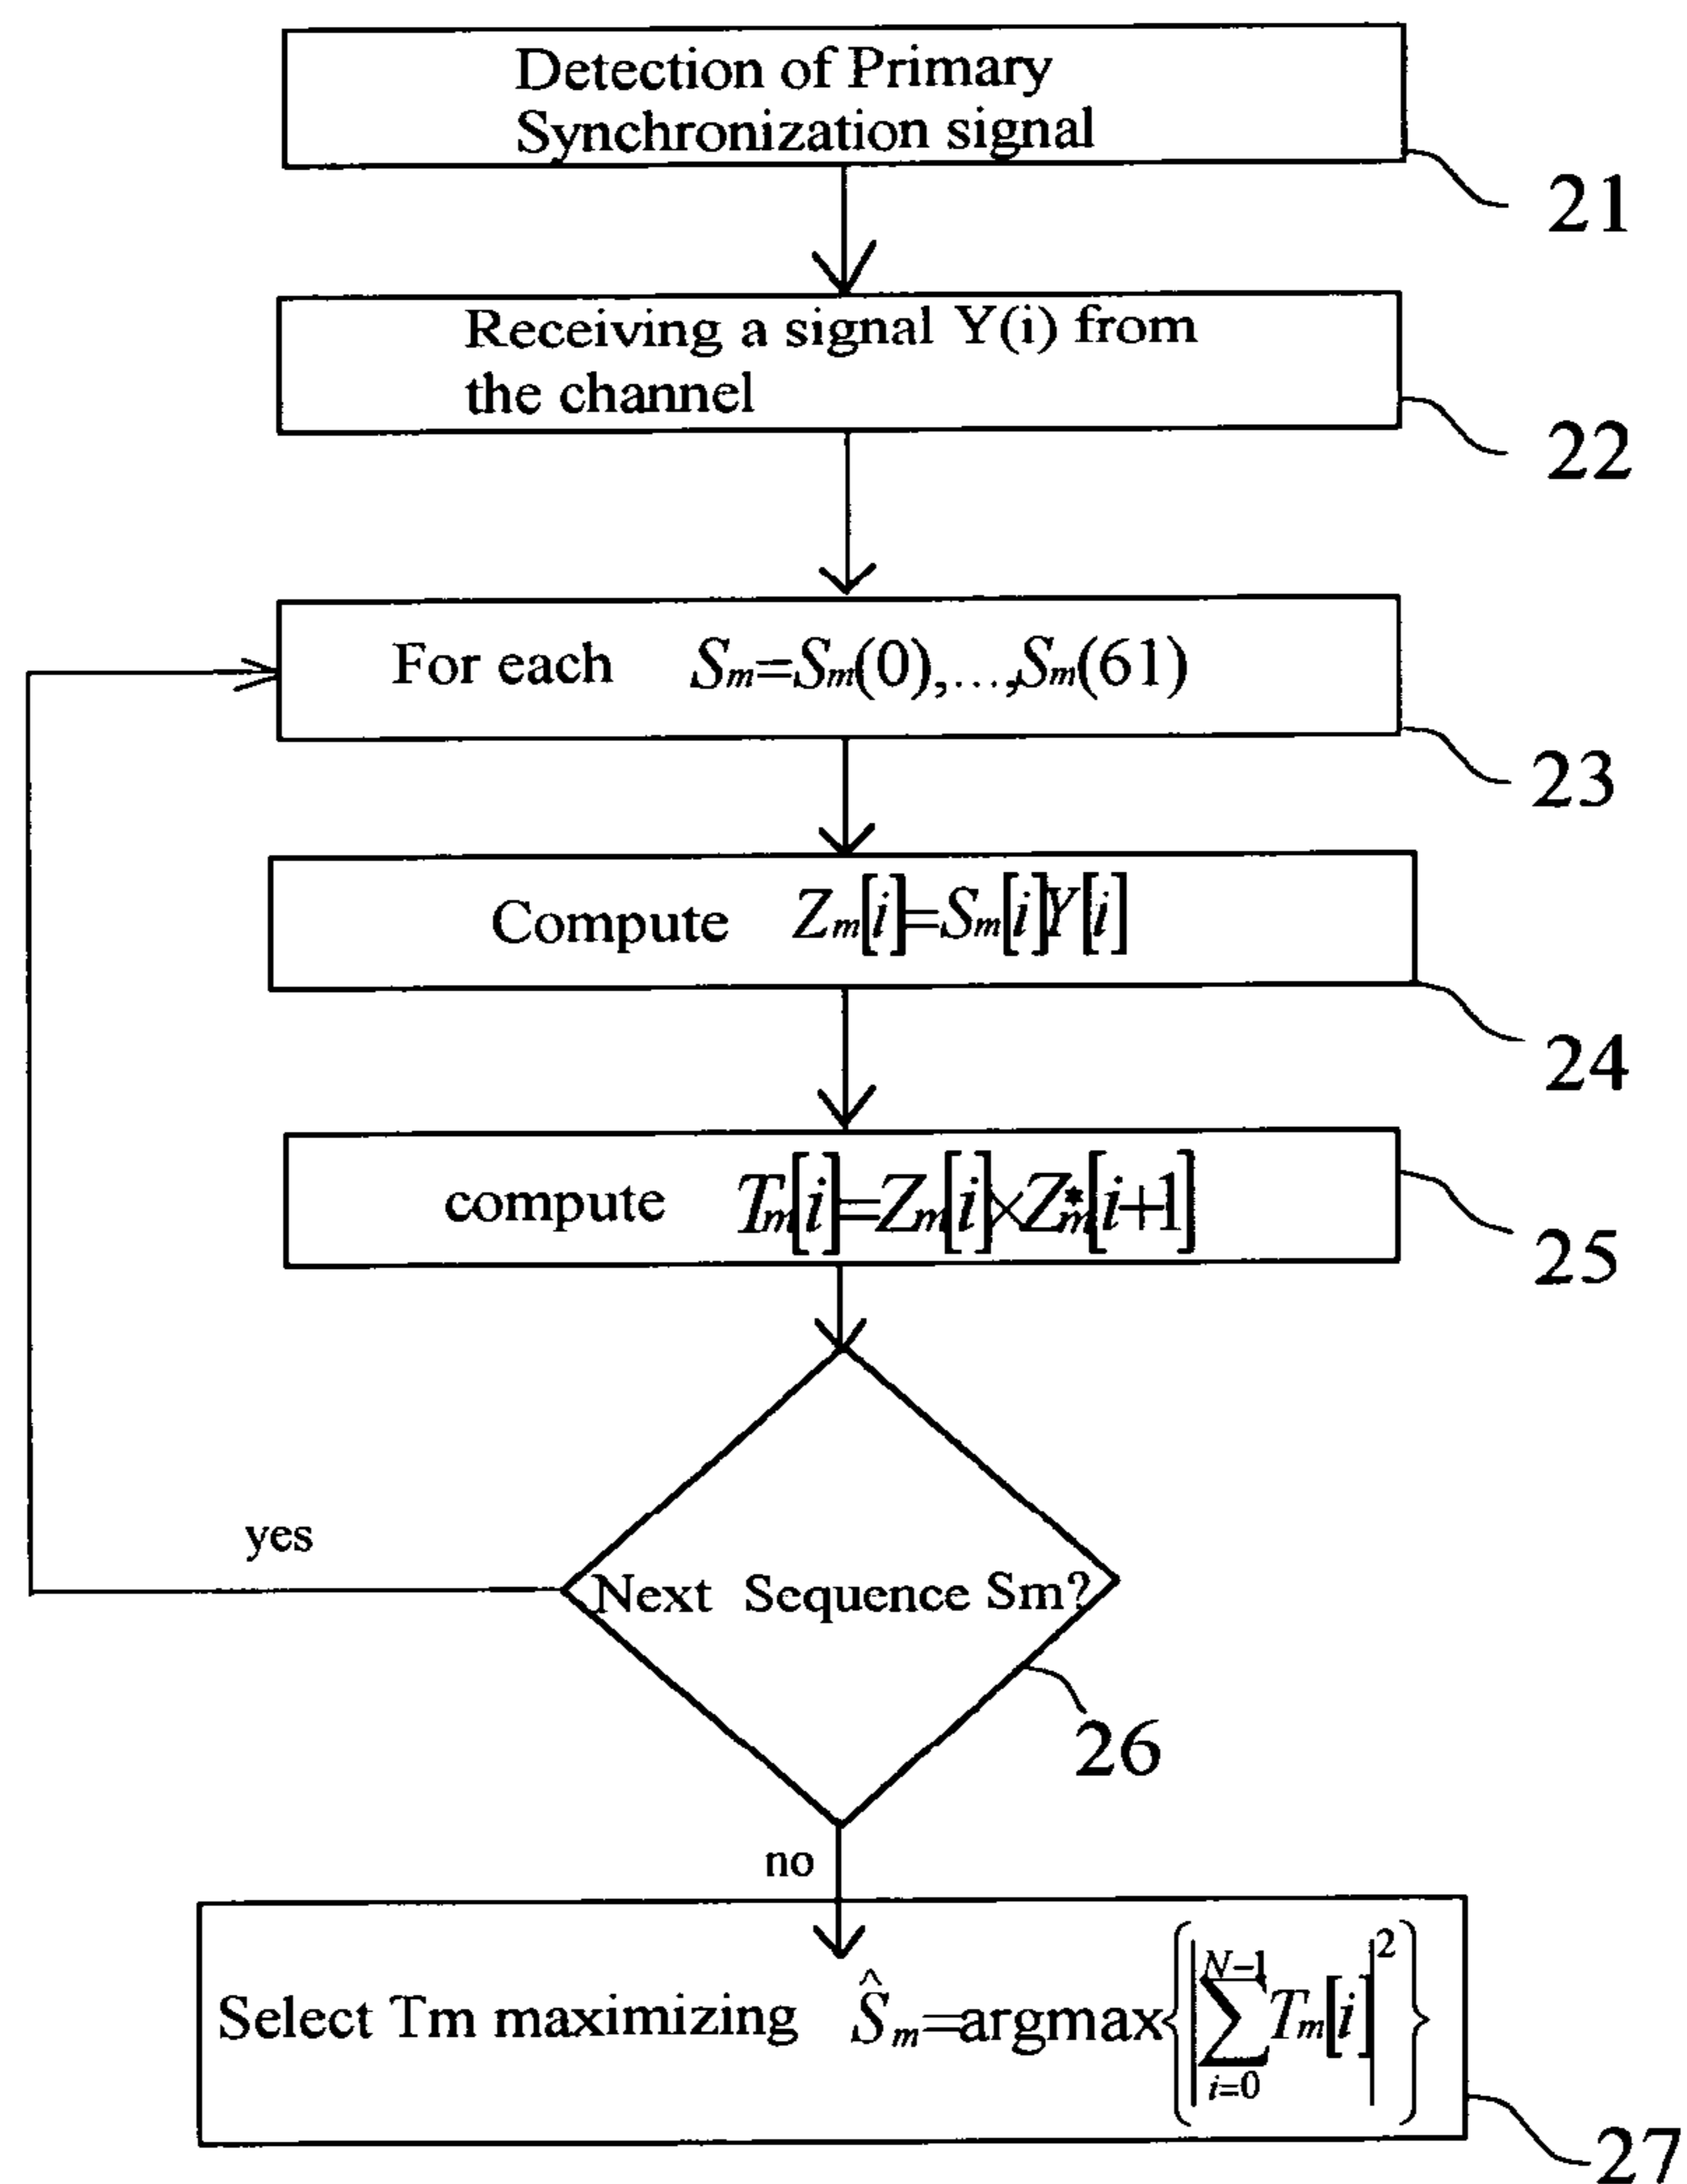 Detection of Primary
Synchronization signal
21
Receiving a signal Y(i) from
the channel
22
For each Sm=Sm(0),...,Sm(61)
23
Compute Zm[i]=Sm[i]Y[i]
24
compute Tm[i]=Zm[i]×Z*m[i+1]
25
yes
Next Sequence Sm?
26
no
Select Tm maximizing Ŝm=argmax{|∑_{i=0}^{N-1} Tm[i]|²}
27